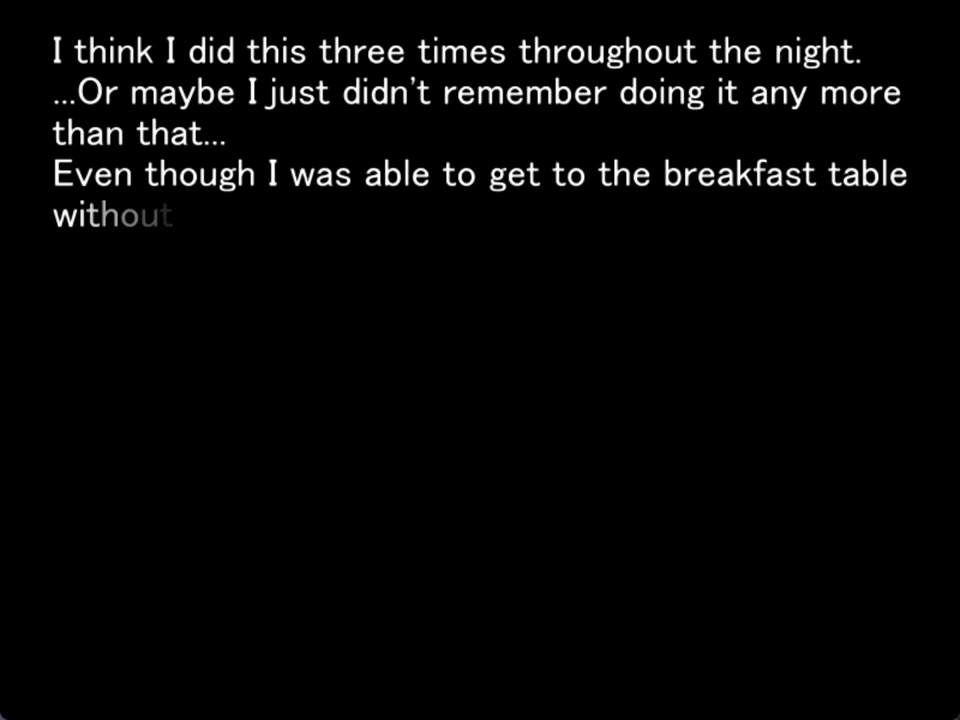 I think I did this three times throughout the night.
...Or maybe I just didn't remember doing it any more
than that...
Even though I was able to get to the breakfast table
without